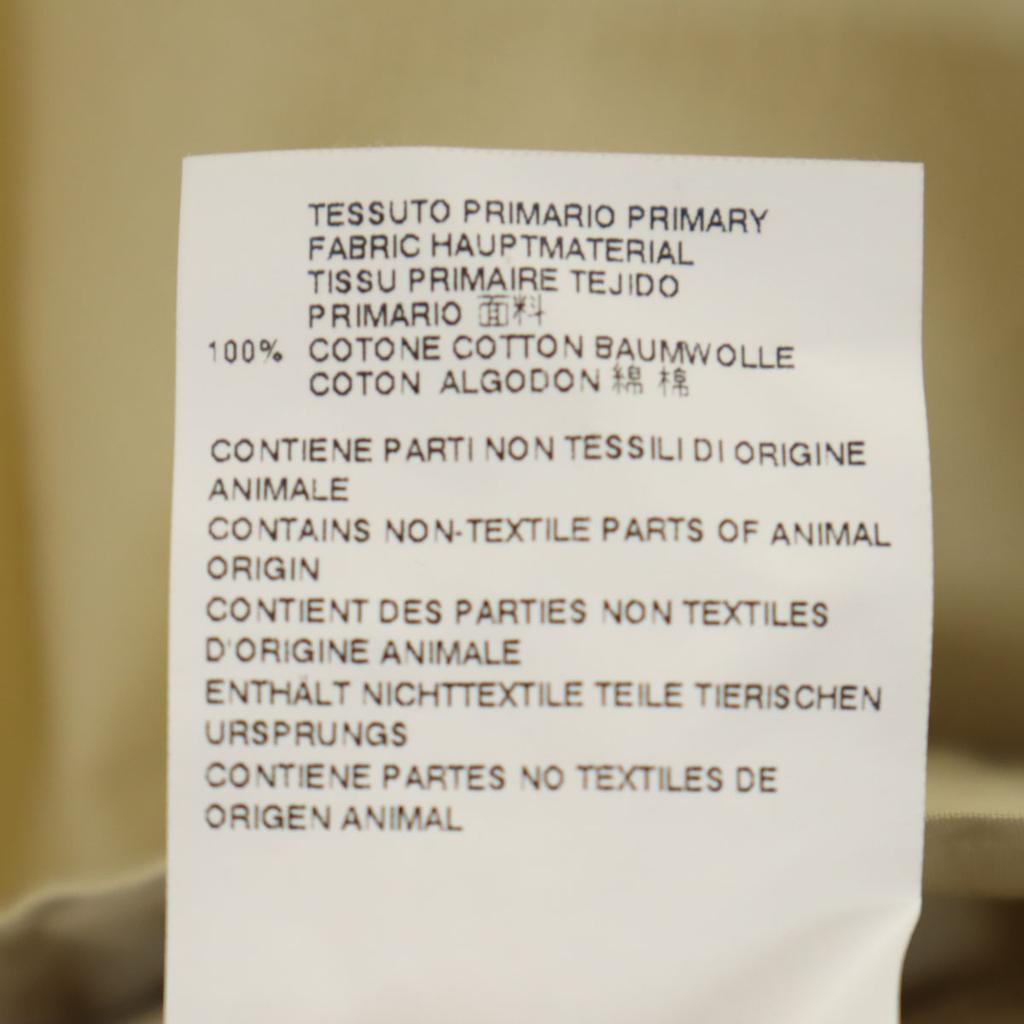 TESSUTO PRIMARIO PRIMARY
FABRIC HAUPTMATERIAL
TISSU PRIMAIRE TEJIDO
PRIMARIO 面料
100% COTONE COTTON BAUMWOLLE
COTON ALGODON 綿 棉
CONTIENE PARTI NON TESSILI DI ORIGINE
ANIMALE
CONTAINS NON-TEXTILE PARTS OF ANIMAL
ORIGIN
CONTIENT DES PARTIES NON TEXTILES
D'ORIGINE ANIMALE
ENTHÄLT NICHTTEXTILE TEILE TIERISCHEN
URSPRUNGS
CONTIENE PARTES NO TEXTILES DE
ORIGEN ANIMAL